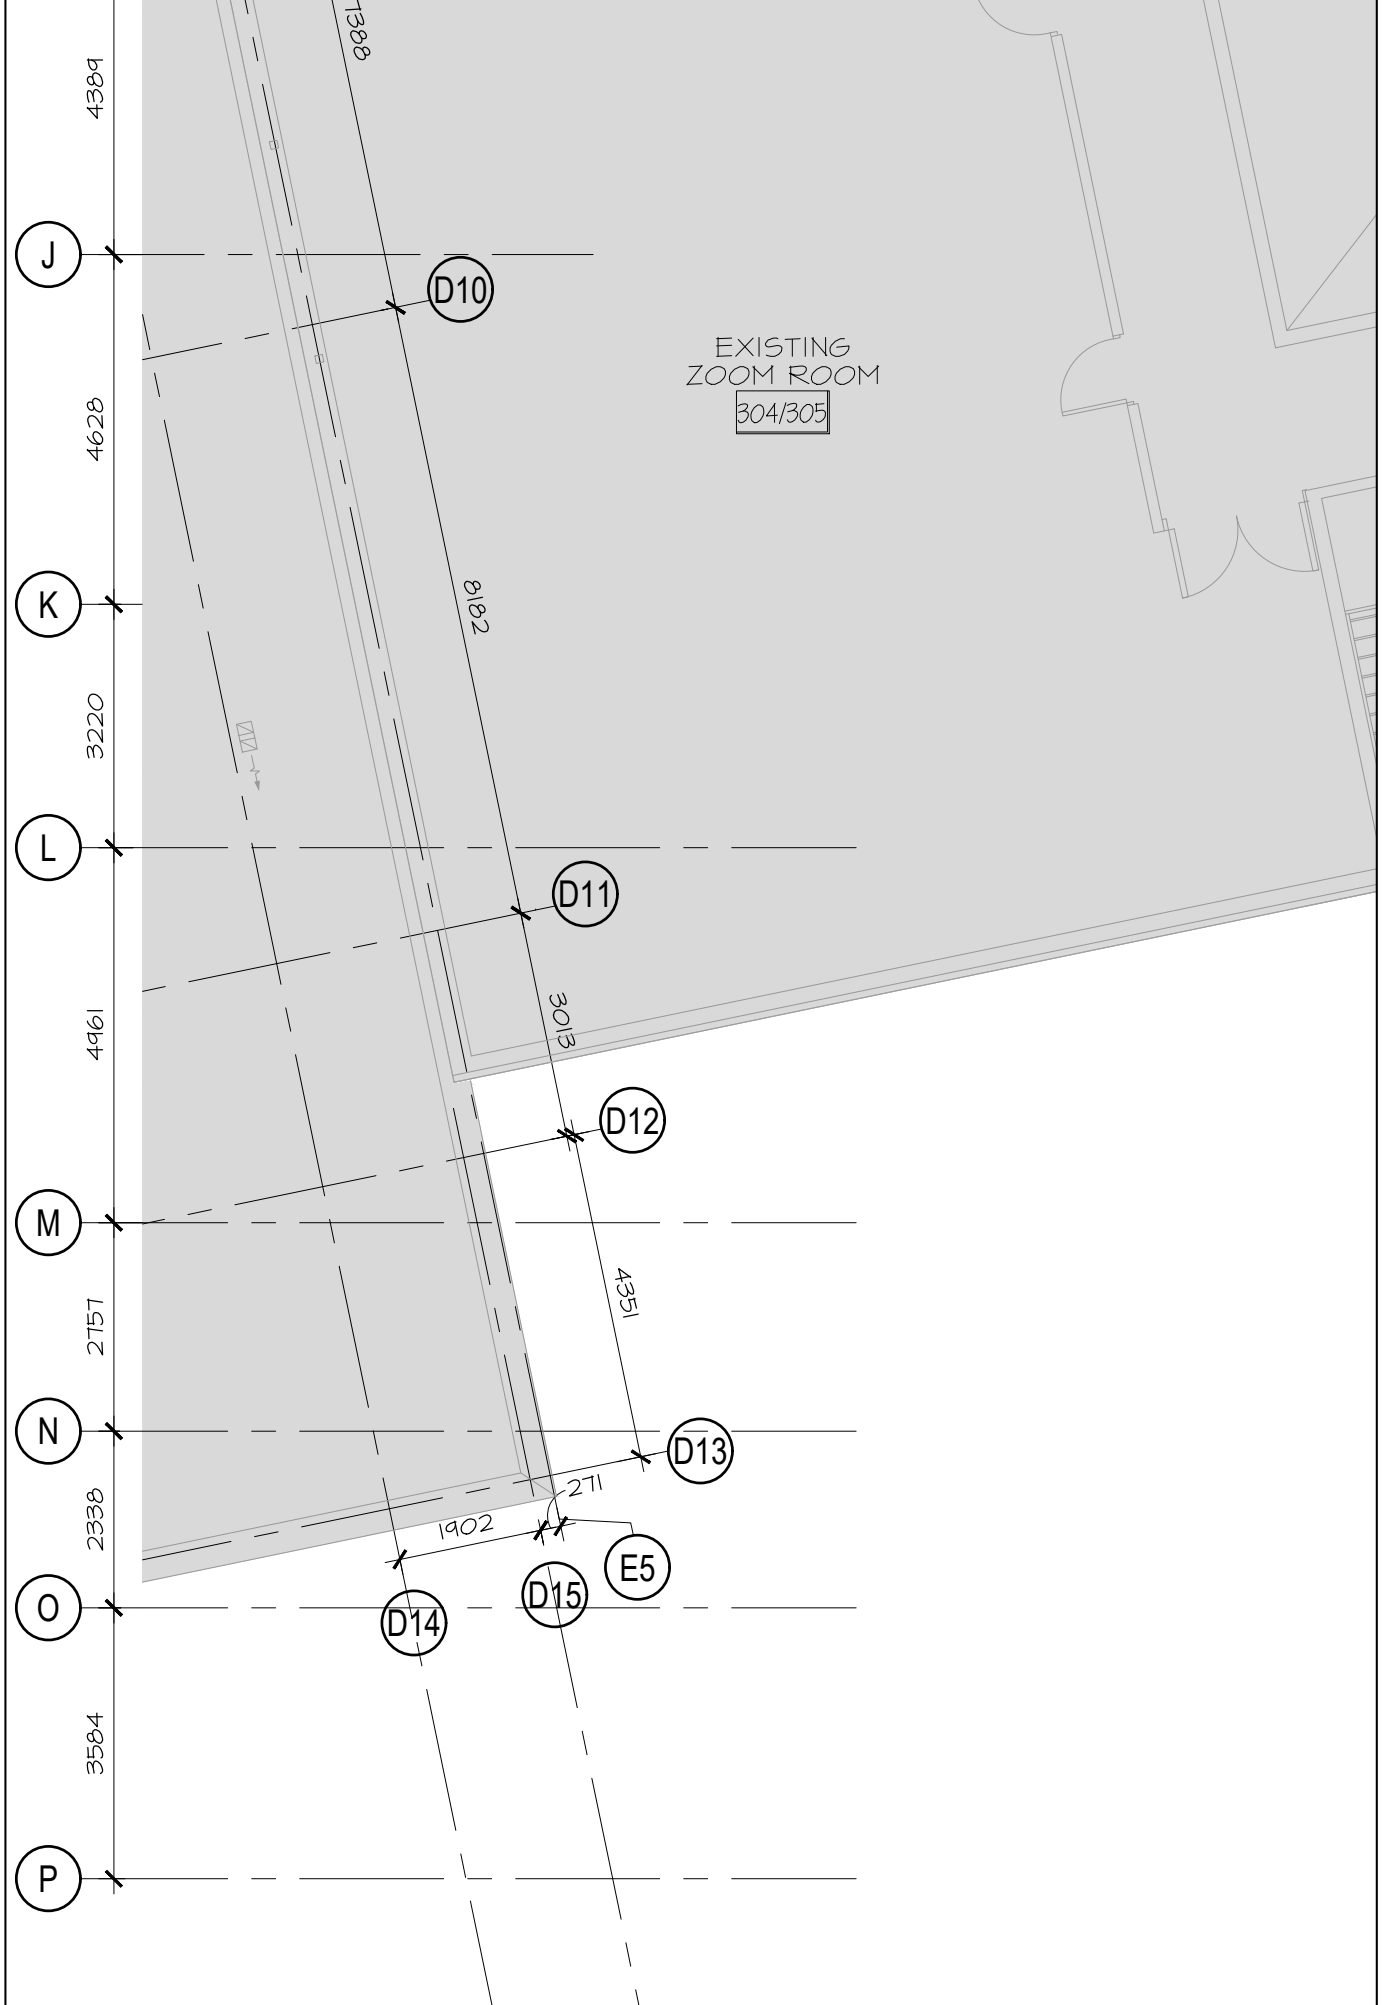 7388
4389
J
D10
EXISTING
ZOOM ROOM
304/305
4628
K
8182
3220
L
D11
3013
4961
D12
M
4351
2757
N
D13
271
2338
1902
E5
D15
O
D14
3584
P